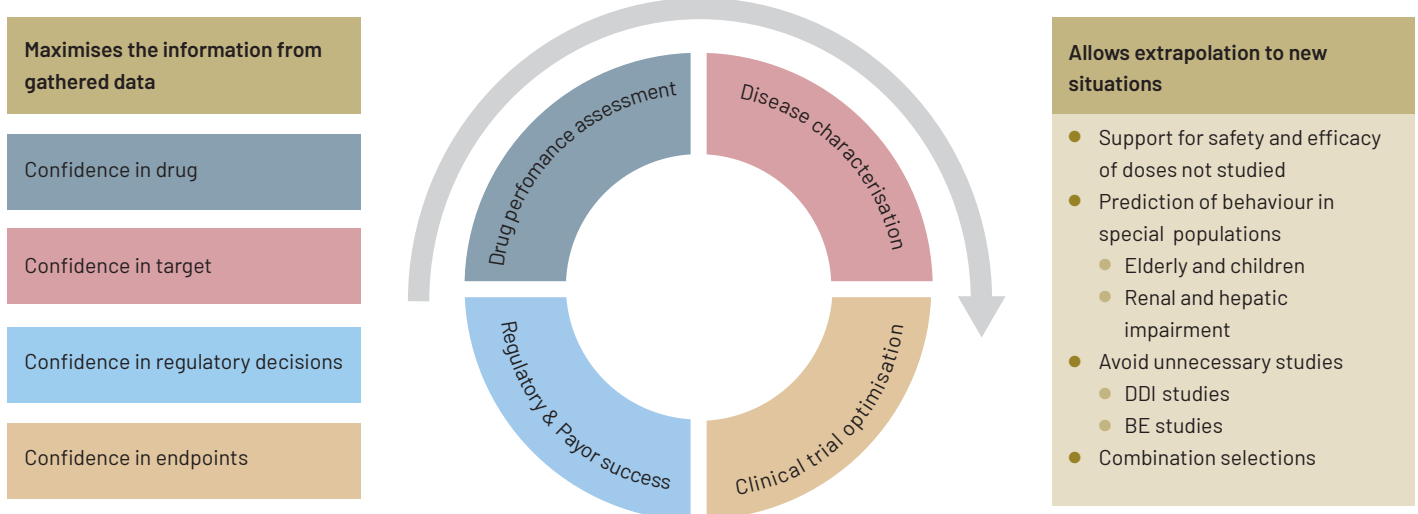 Maximises the information from
gathered data
Confidence in drug
Confidence in target
Confidence in regulatory decisions
Confidence in endpoints
Drug perfomance assessment
Disease characterisation
Regulatory & Payor success
Clinical trial optimisation
Allows extrapolation to new
situations
Support for safety and efficacy
of doses not studied
Prediction of behaviour in
special populations
Elderly and children
Renal and hepatic
impairment
Avoid unnecessary studies
DDI studies
BE studies
Combination selections